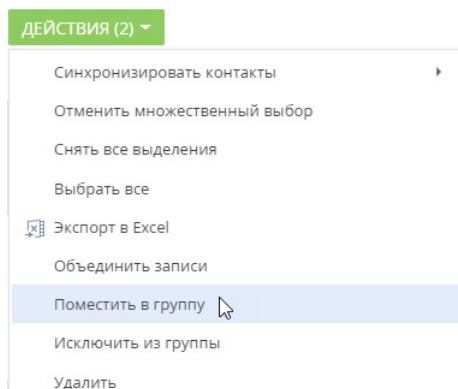 ДЕЙСТВИЯ (2)
Синхронизировать контакты
Отменить множественный выбор
Снять все выделения
Выбрать все
Экспорт в Excel
Объединить записи
Поместить в группу
Исключить из группы
Удалить